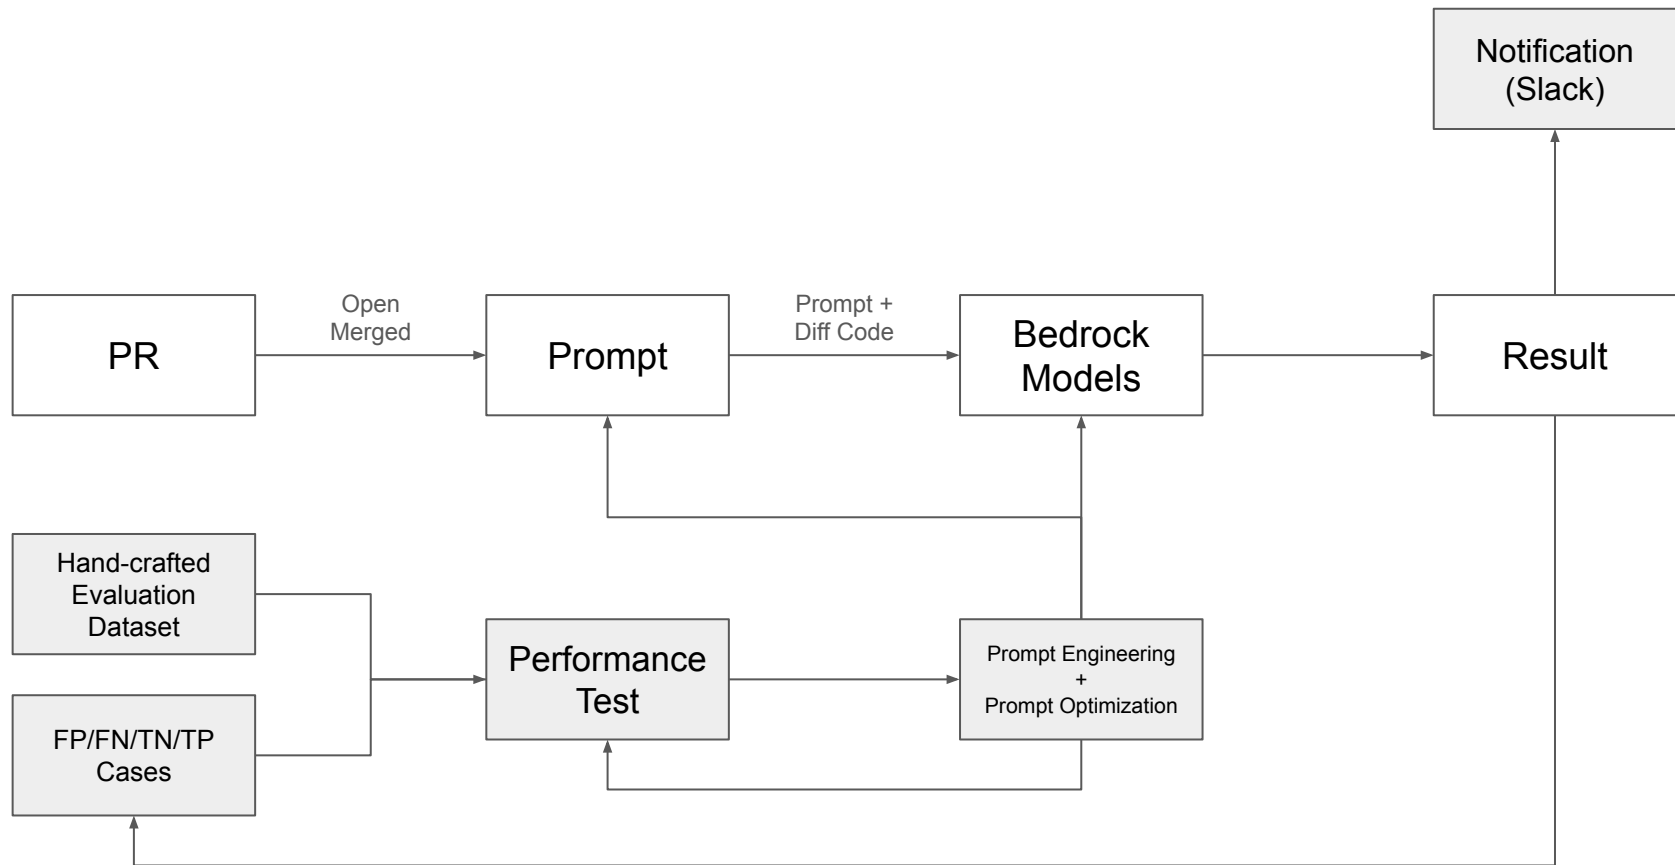 Notification
(Slack)
PR
Open
Merged
Prompt
Prompt +
Diff Code
Bedrock
Models
Result
Hand-crafted
Evaluation
Dataset
FP/FN/TN/TP
Cases
Performance
Test
Prompt Engineering
+
Prompt Optimization